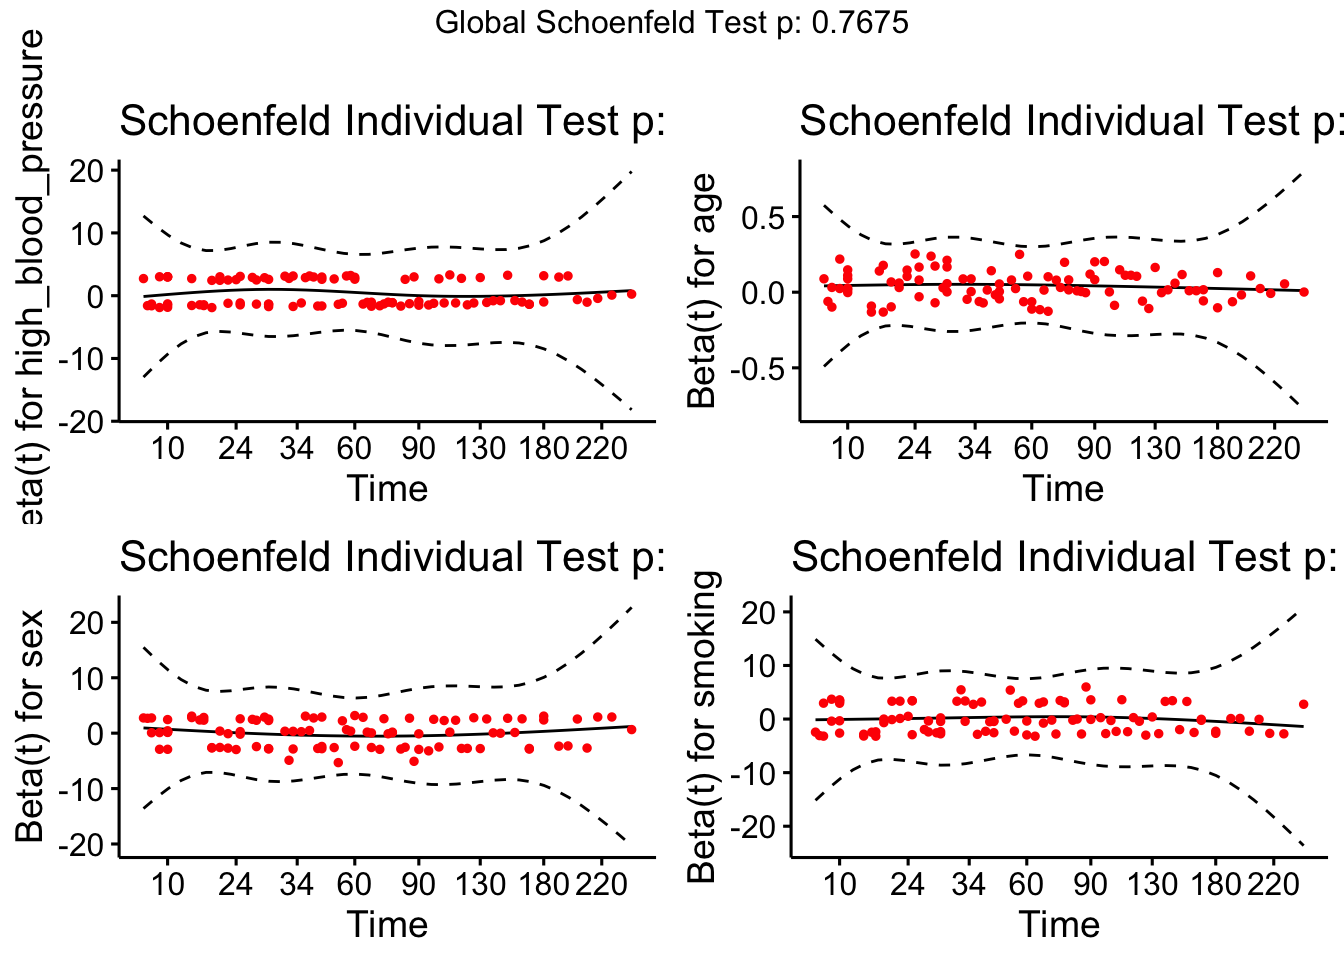 Global Schoenfeld Test p: 0.7675
Schoenfeld Individual Test p:
eta(t) for high_blood_pressure
20
10
0
-10
-20
10 24 34 60 90 130 180 220
Time
Schoenfeld Individual Test p:
Beta(t) for age
0.5
0.0
-0.5
10 24 34 60 90 130 180 220
Time
Schoenfeld Individual Test p:
Beta(t) for sex
20
10
0
-10
-20
10 24 34 60 90 130 180 220
Time
Schoenfeld Individual Test p:
Beta(t) for smoking
20
10
0
-10
-20
10 24 34 60 90 130 180 220
Time